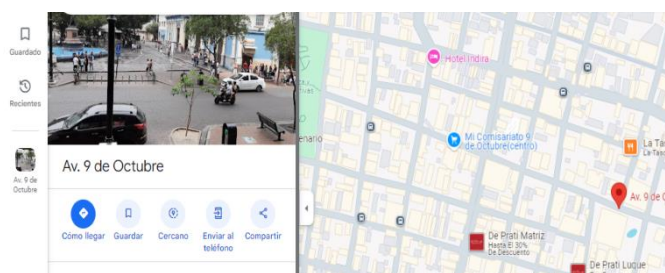 Guardado
Recientes
Av. 9 de
Octubre
Av. 9 de Octubre
Cómo llegar
Guardar
Cercano
Enviar al
teléfono
Compartir
Hotel Indira
Mi Comisariato 9
de Octubre(centro)
La
Av. 9 de
De Prati Matriz
Hasta El 30%
De Descuento
De Prati Luque